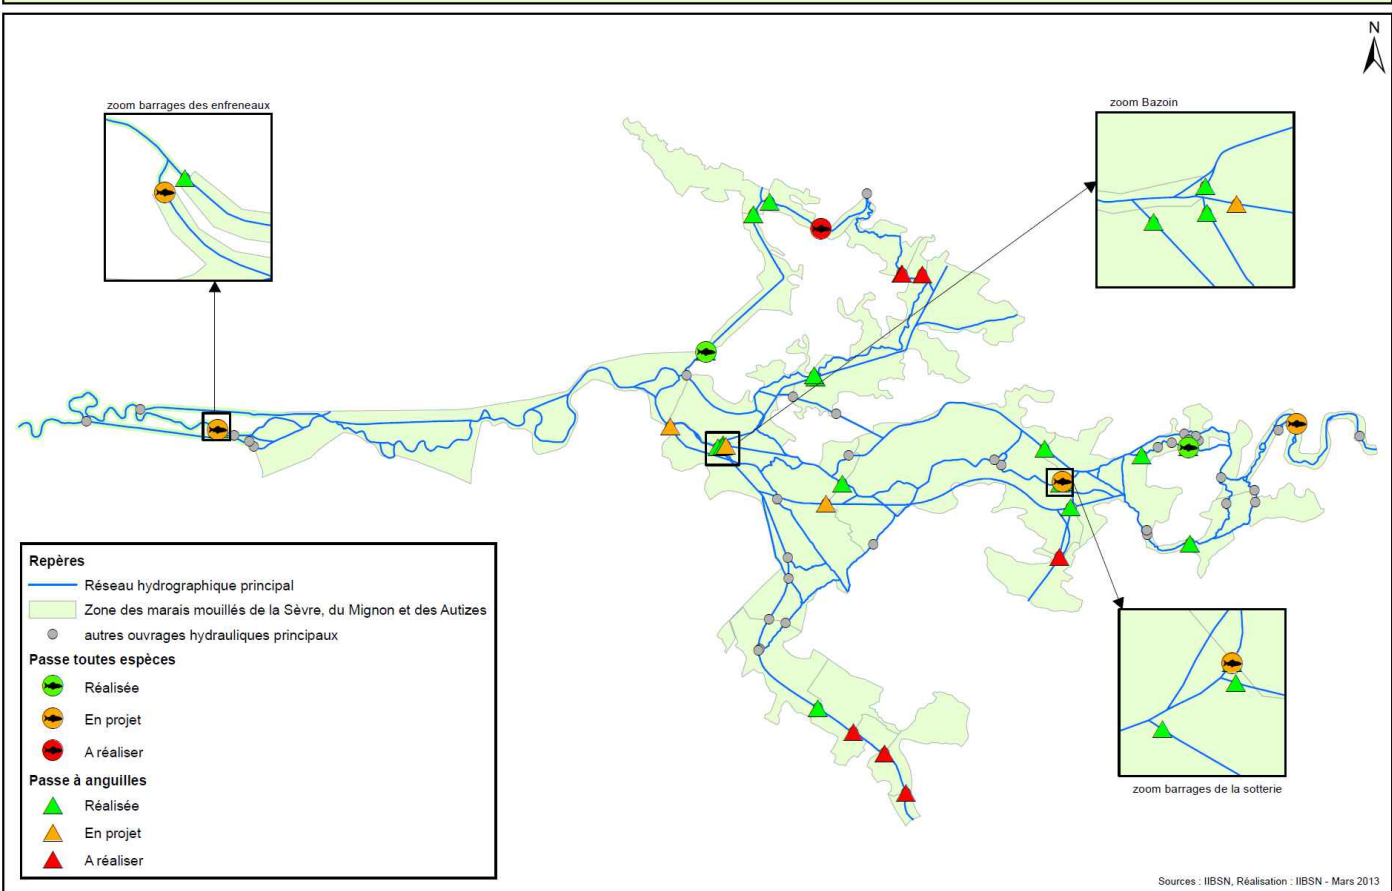 N
zoom barrages des enfreneaux
zoom Bazoin
Repères
Réseau hydrographique principal
Zone des marais mouillés de la Sèvre, du Mignon et des Autizes
autres ouvrages hydrauliques principaux
Passe toutes espèces
Réalisée
En projet
A réaliser
Passe à anguilles
Réalisée
En projet
A réaliser
zoom barrages de la sotterie
Sources : IIBSN, Réalisation : IIBSN - Mars 2013